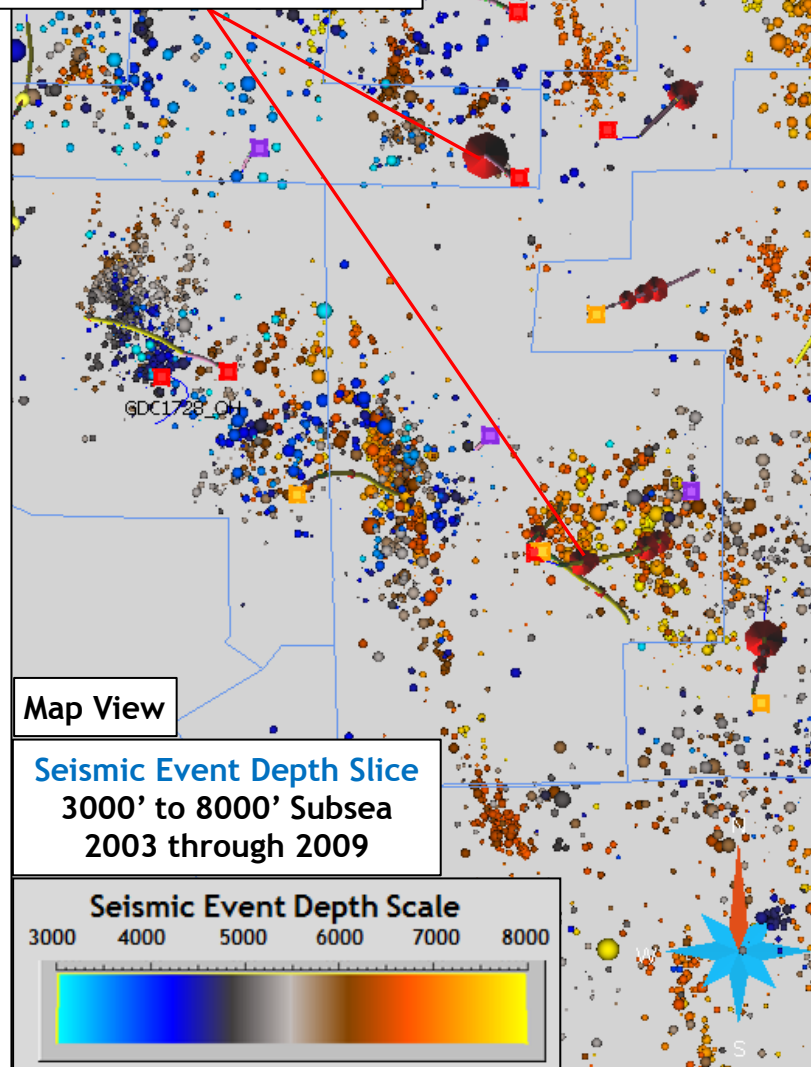 GDC1728_OH
Map View
Seismic Event Depth Slice
3000’ to 8000’ Subsea
2003 through 2009
Seismic Event Depth Scale
3000 4000 5000 6000 7000 8000
N
W
S